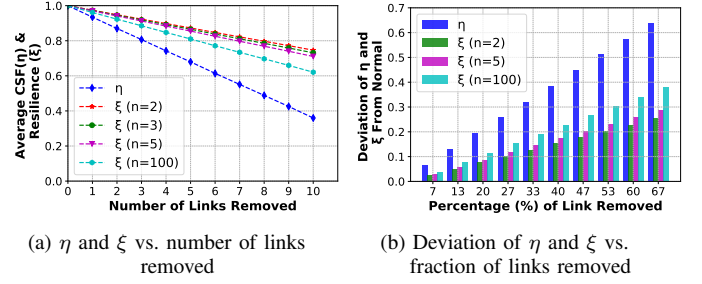 Average CSF(η) &
Resilience (ξ)
1.0
0.8
0.6
0.4
0.2
0.0
η
ξ (n=2)
ξ (n=3)
ξ (n=5)
ξ (n=100)
0 1 2 3 4 5 6 7 8 9 10
Number of Links Removed
(a) η and ξ vs. number of links
removed
Deviation of η and
ξ From Normal
0.7
0.6
0.5
0.4
0.3
0.2
0.1
0.0
η
ξ (n=2)
ξ (n=5)
ξ (n=100)
7 13 20 27 33 40 47 53 60 67
Percentage (%) of Link Removed
(b) Deviation of η and ξ vs.
fraction of links removed